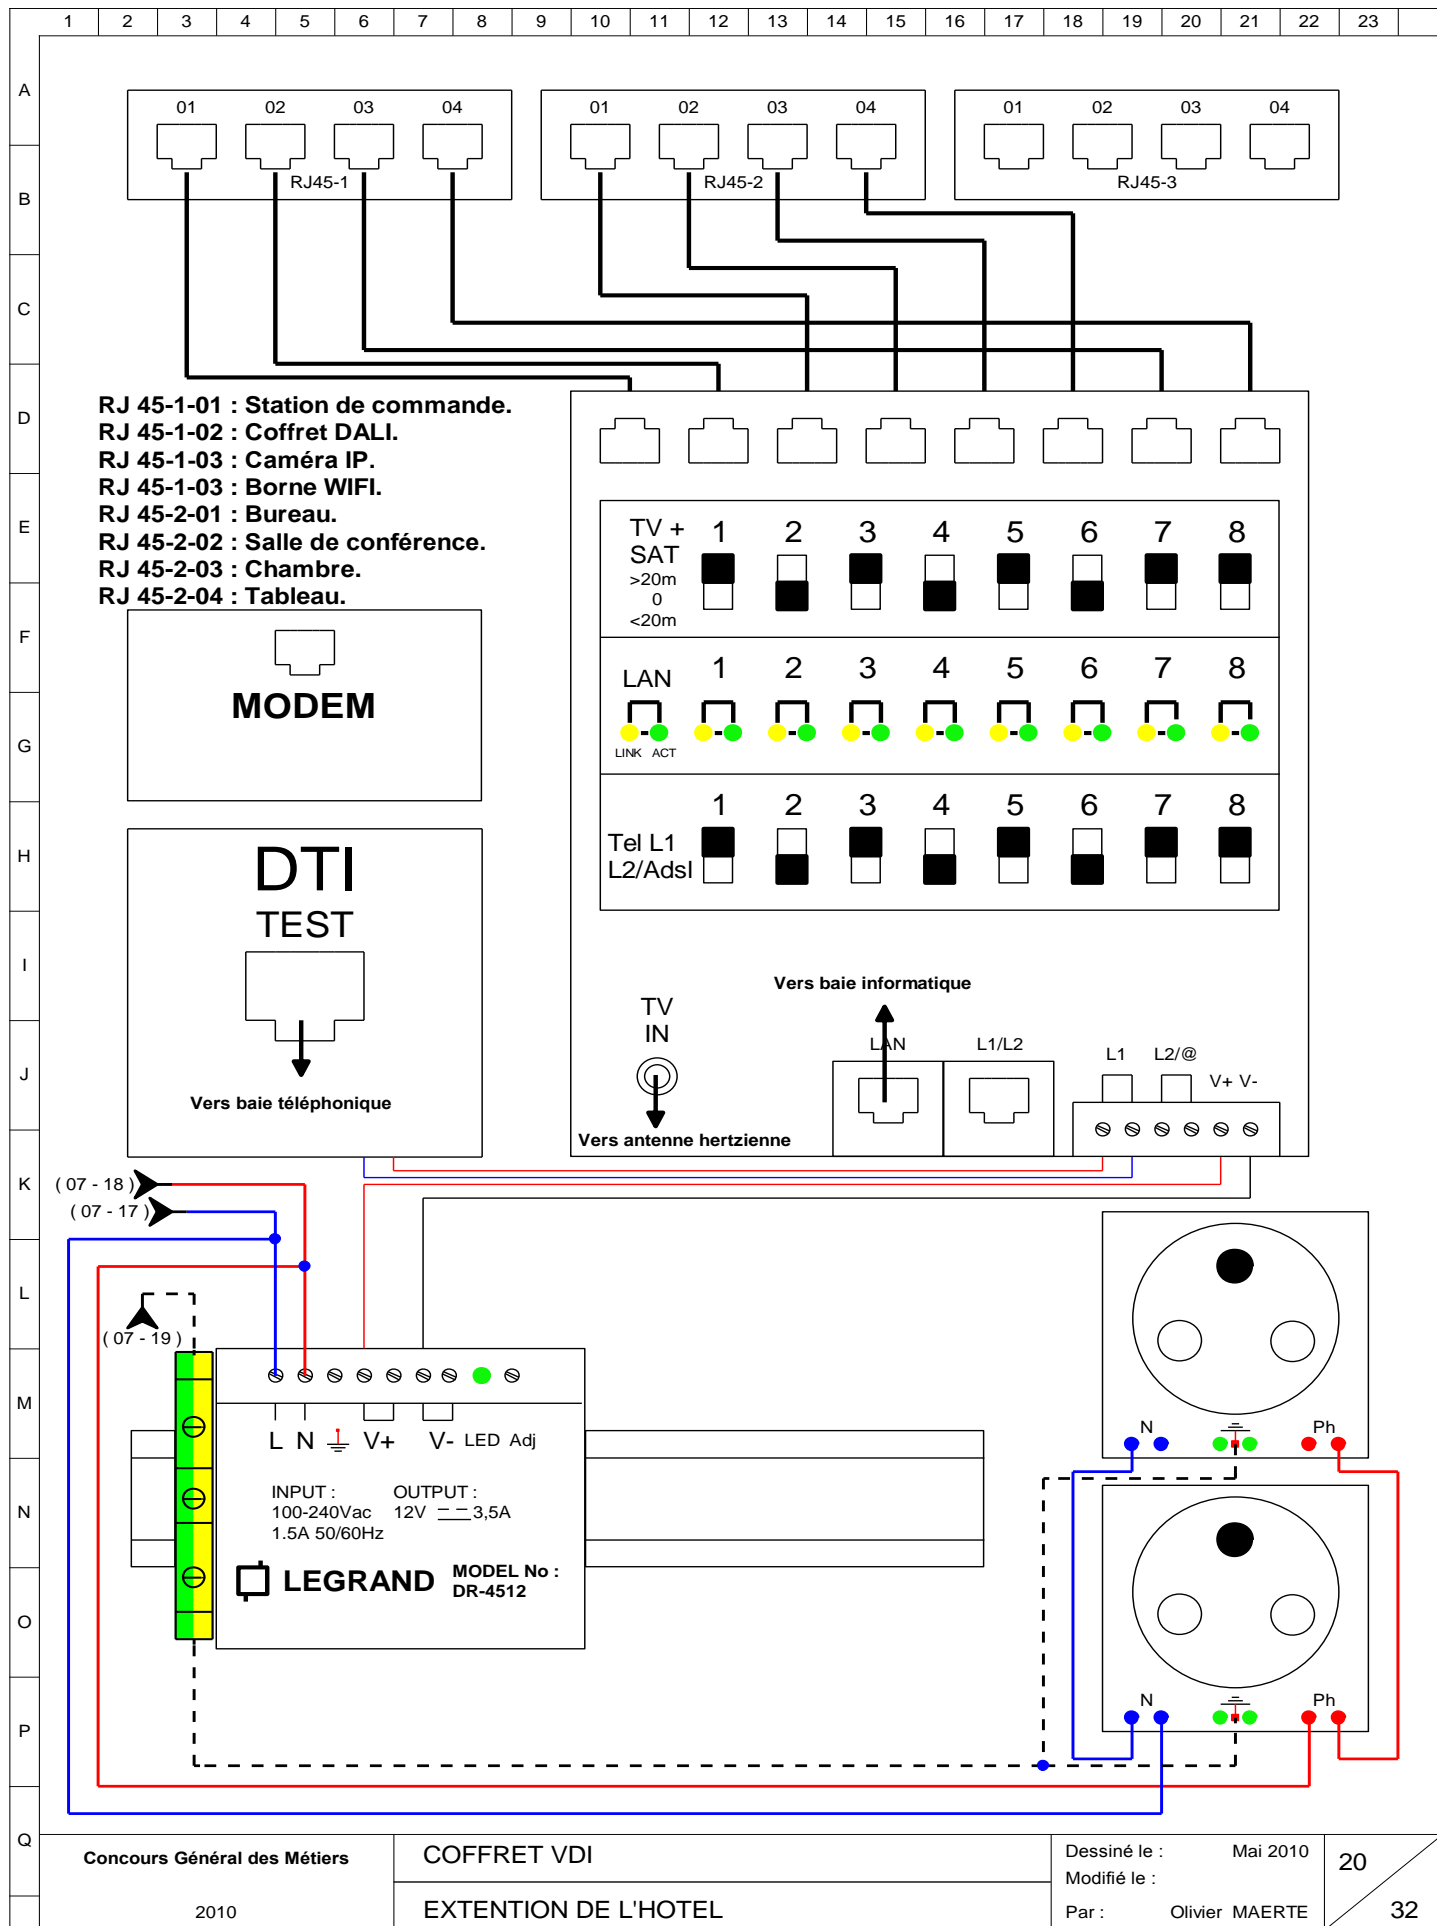 1 2 3 4 5 6 7 8 9 10 11 12 13 14 15 16 17 18 19 20 21 22 23
A
01 02 03 04
RJ45-1
01 02 03 04
RJ45-2
01 02 03 04
RJ45-3
B
C
D
RJ 45-1-01 : Station de commande.
RJ 45-1-02 : Coffret DALI.
RJ 45-1-03 : Caméra IP.
RJ 45-1-03 : Borne WIFI.
RJ 45-2-01 : Bureau.
RJ 45-2-02 : Salle de conférence.
RJ 45-2-03 : Chambre.
RJ 45-2-04 : Tableau.
E
TV + SAT
>20m
0
<20m
1 2 3 4 5 6 7 8
F
MODEM
LAN
1 2 3 4 5 6 7 8
LINK ACT
G
H
DTI
TEST
Vers baie téléphonique
1 2 3 4 5 6 7 8
Tel L1
L2/Adsl
I
Vers baie informatique
TV
IN
Vers antenne hertzienne
LAN
L1/L2
L1
L2/@
V+ V-
J
K
( 07 - 18 )
( 07 - 17 )
L
( 07 - 19 )
M
L N V+ V- LED Adj
N
INPUT :
100-240Vac
1.5A 50/60Hz
OUTPUT :
12V 3,5A
LEGRAND
MODEL No :
DR-4512
N Ph
O
N Ph
P
Q
Concours Général des Métiers
2010
COFFRET VDI
EXTENTION DE L'HOTEL
Dessiné le : Mai 2010
Modifié le :
Par : Olivier MAERTE
20
32